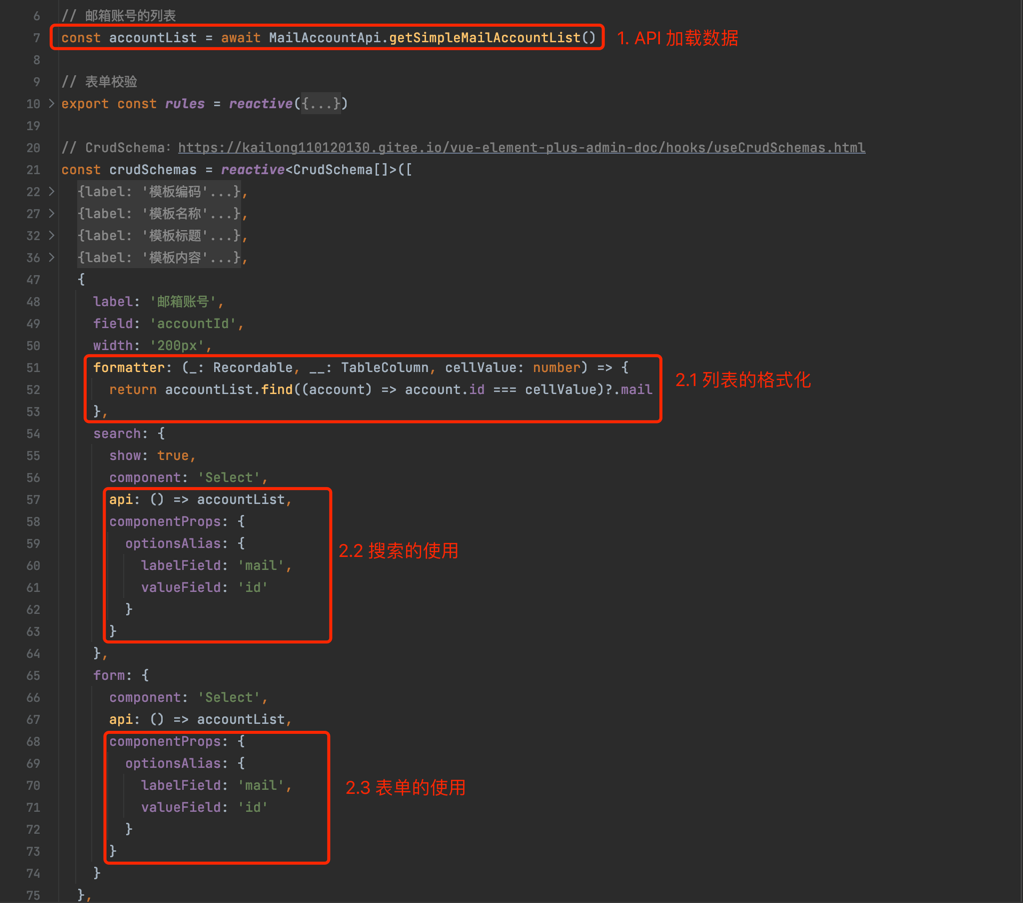 6 // 邮箱账号的列表
7 const accountList = await MailAccountApi.getSimpleMailAccountList() 1. API 加载数据
8
9 // 表单校验
10 export const rules = reactive({...})
19
20 // CrudSchema: https://kailong110120130.gitee.io/vue-element-plus-admin-doc/hooks/useCrudSchemas.html
21 const crudSchemas = reactive<CrudSchema[]>([
22 {label: '模板编码'...},
27 {label: '模板名称'...},
32 {label: '模板标题'...},
36 {label: '模板内容'...},
47 {
48 label: '邮箱账号',
49 field: 'accountId',
50 width: '200px',
51 formatter: (_: Recordable, __: TableColumn, cellValue: number) => {
52 return accountList.find((account) => account.id === cellValue)?.mail 2.1 列表的格式化
53 },
54 search: {
55 show: true,
56 component: 'Select',
57 api: () => accountList,
58 componentProps: {
59 optionsAlias: { 2.2 搜索的使用
60 labelField: 'mail',
61 valueField: 'id'
62 }
63 }
64 },
65 form: {
66 component: 'Select',
67 api: () => accountList,
68 componentProps: {
69 optionsAlias: {
70 labelField: 'mail', 2.3 表单的使用
71 valueField: 'id'
72 }
73 }
74 }
75 },